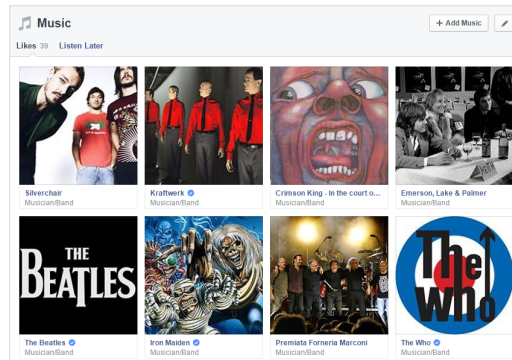 Music
+ Add Music
Likes 39 Listen Later
Silverchair
Musician/Band
Kraftwerk
Musician/Band
Crimson King - In the court o...
Musician/Band
Emerson, Lake & Palmer
Musician/Band
THE
BEATLES
The Who
The Beatles
Musician/Band
Iron Maiden
Musician/Band
Premiata Forneria Marconi
Musician/Band
The Who
Musician/Band